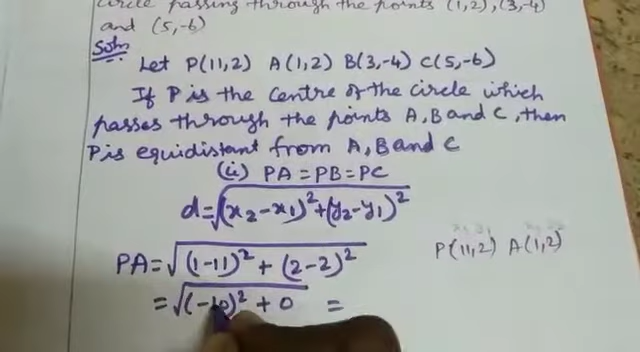 circle passing through the points (1,2),(3,-4)
and (5,-6)
Soln
Let P(11,2) A(1,2) B(3,-4) C(5,-6)
If P is the centre of the circle which
passes through the points A, B and C, then
P is equidistant from A, B and C
(i) PA = PB = PC
d = √(x₂-x₁)²+(y₂-y₁)²
PA = √(1-11)² + (2-2)²
P(11,2) A(1,2)
= √(-10)² + 0 =